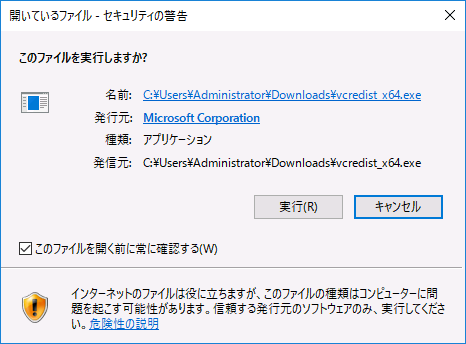 開いているファイル - セキュリティの警告
このファイルを実行しますか?
名前: C:¥Users¥Administrator¥Downloads¥vcredist_x64.exe
発行元: Microsoft Corporation
種類: アプリケーション
発信元: C:¥Users¥Administrator¥Downloads¥vcredist_x64.exe
実行(R) キャンセル
このファイルを開く前に常に確認する(W)
インターネットのファイルは役に立ちますが、このファイルの種類はコンピューターに問
題を起こす可能性があります。信頼する発行元のソフトウェアのみ、実行してくださ
い。危険性の説明